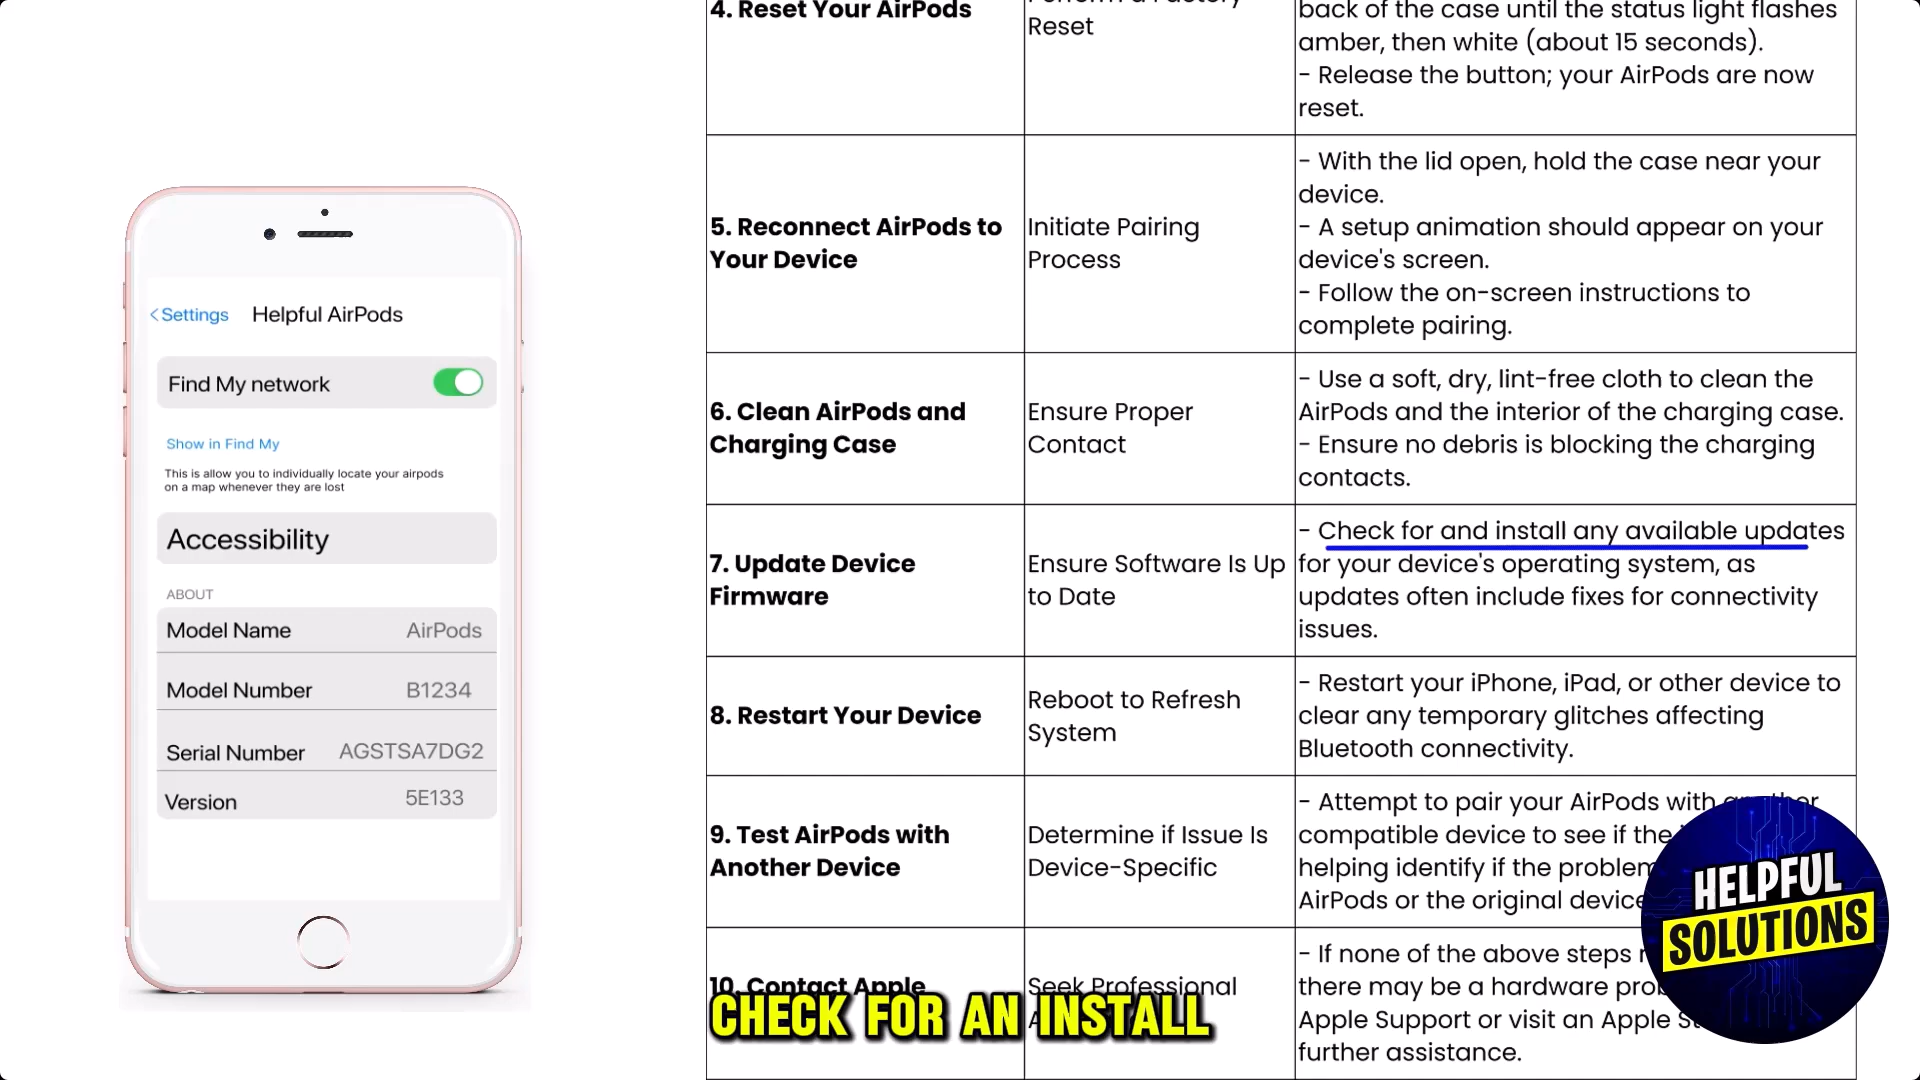 Settings
Helpful AirPods
Find My network
Show in Find My
This is allow you to individually locate your airpods
on a map whenever they are lost
Accessibility
ABOUT
Model Name AirPods
Model Number B1234
Serial Number AGSTSA7DG2
Version 5E133
4. Reset Your AirPods
Reset
back of the case until the status light flashes
amber, then white (about 15 seconds).
- Release the button; your AirPods are now
reset.
5. Reconnect AirPods to
Your Device
Initiate Pairing
Process
- With the lid open, hold the case near your
device.
- A setup animation should appear on your
device's screen.
- Follow the on-screen instructions to
complete pairing.
6. Clean AirPods and
Charging Case
Ensure Proper
Contact
- Use a soft, dry, lint-free cloth to clean the
AirPods and the interior of the charging case.
- Ensure no debris is blocking the charging
contacts.
7. Update Device
Firmware
Ensure Software Is Up
to Date
- Check for and install any available updates
for your device's operating system, as
updates often include fixes for connectivity
issues.
8. Restart Your Device
Reboot to Refresh
System
- Restart your iPhone, iPad, or other device to
clear any temporary glitches affecting
Bluetooth connectivity.
9. Test AirPods with
Another Device
Determine if Issue Is
Device-Specific
- Attempt to pair your AirPods with another
compatible device to see if the
helping identify if the problem
AirPods or the original device
10. Contact Apple
Seek Professional
- If none of the above steps
there may be a hardware
Apple Support or visit an Apple
further assistance.
CHECK FOR AN INSTALL
HELPFUL
SOLUTIONS